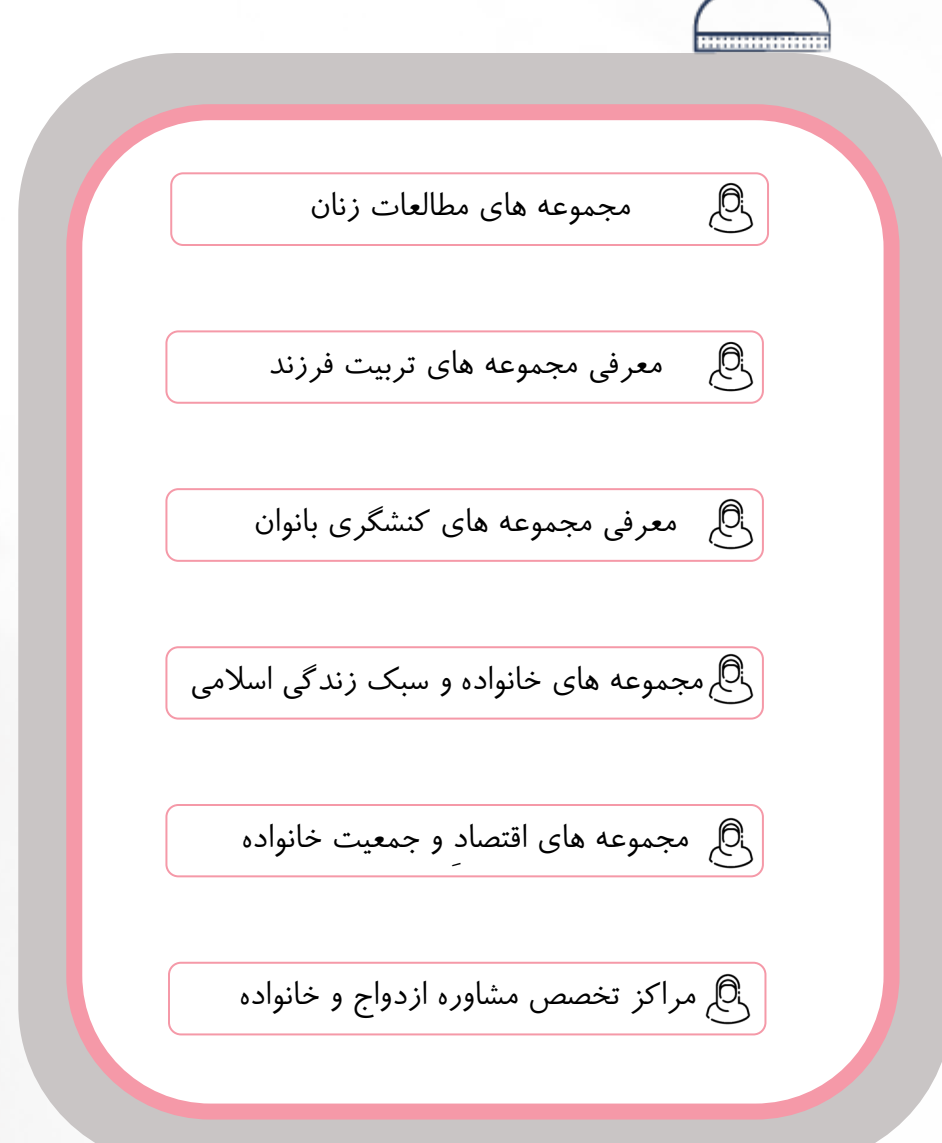 مجموعه های مطالعات زنان
معرفی مجموعه های تربیت فرزند
معرفی مجموعه های کنشگری بانوان
مجموعه های خانواده و سبک زندگی اسلامی
مجموعه های اقتصاد و جمعیت خانواده
مراکز تخصص مشاوره ازدواج و خانواده